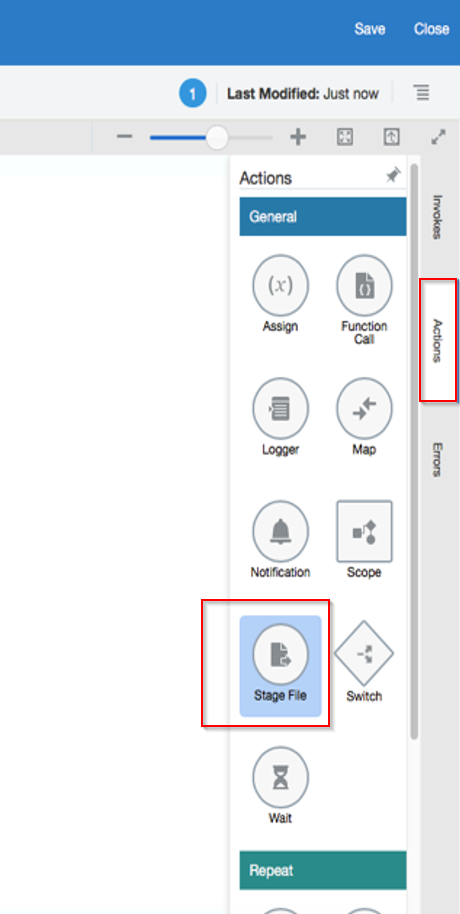 Save Close
1 Last Modified: Just now
Actions
General
Invokes
(x)
Assign Function
Call
Actions
Logger Map
Errors
Notification Scope
Stage File Switch
Wait
Repeat